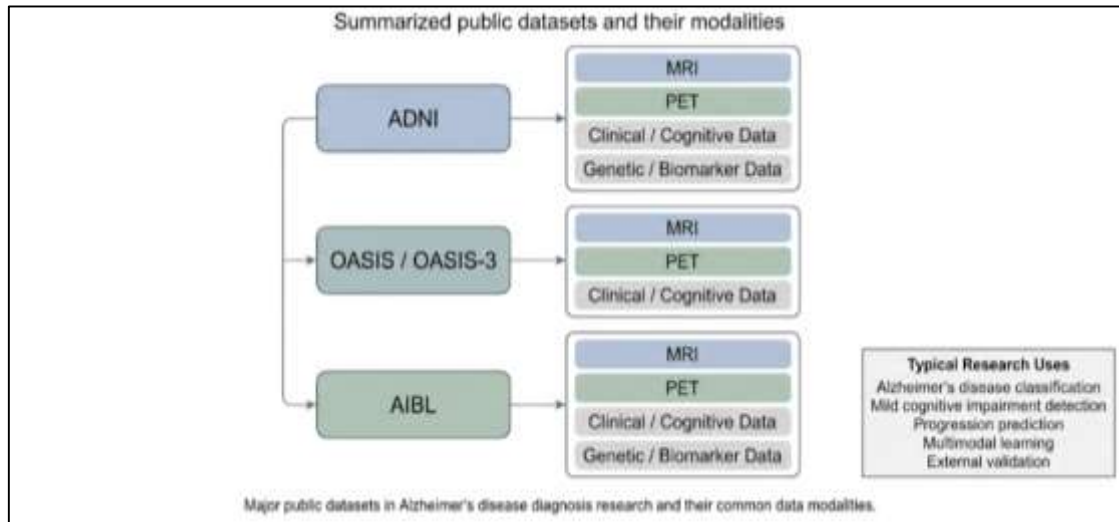 Summarized public datasets and their modalities
ADNI
MRI
PET
Clinical / Cognitive Data
Genetic / Biomarker Data
OASIS / OASIS-3
MRI
PET
Clinical / Cognitive Data
AIBL
MRI
PET
Clinical / Cognitive Data
Genetic / Biomarker Data
Typical Research Uses
Alzheimer's disease classification
Mild cognitive impairment detection
Progression prediction
Multimodal learning
External validation
Major public datasets in Alzheimer's disease diagnosis research and their common data modalities.